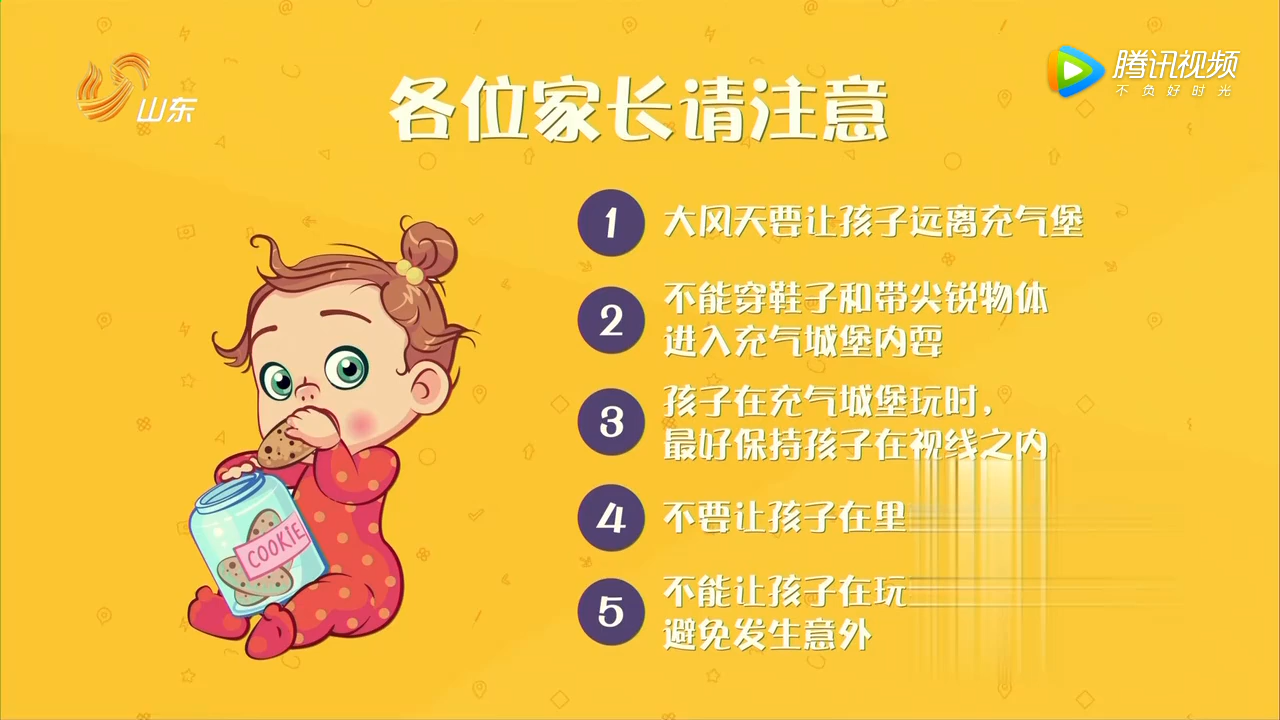 山东
腾讯视频
不负好时光
各位家长请注意
1 大风天要让孩子远离充气堡
2 不能穿鞋子和带尖锐物体
进入充气城堡内耍
3 孩子在充气城堡玩时，
最好保持孩子在视线之内
4 不要让孩子在里
5 不能让孩子在玩
避免发生意外
COOKIE